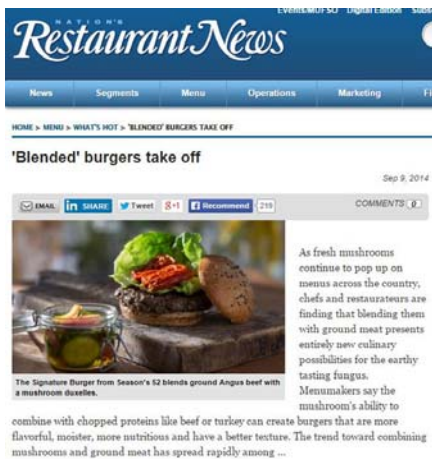 EVENTS/MUFSO Digital Edition
NATION'S
Restaurant News
News Segments Menu Operations Marketing
HOME > MENU > WHAT'S HOT > 'BLENDED' BURGERS TAKE OFF
'Blended' burgers take off
Sep 9, 2014
EMAIL in SHARE Tweet g+1 f Recommend 219 COMMENTS 0
As fresh mushrooms
continue to pop up on
menus across the country,
chefs and restaurateurs are
finding that blending them
with ground meat presents
entirely new culinary
possibilities for the earthy
tasting fungus.
Menumakers say the
mushroom's ability to
The Signature Burger from Season's 52 blends ground Angus beef with
a mushroom duxelles.
combine with chopped proteins like beef or turkey can create burgers that are more
flavorful, moister, more nutritious and have a better texture. The trend toward combining
mushrooms and ground meat has spread rapidly among ...